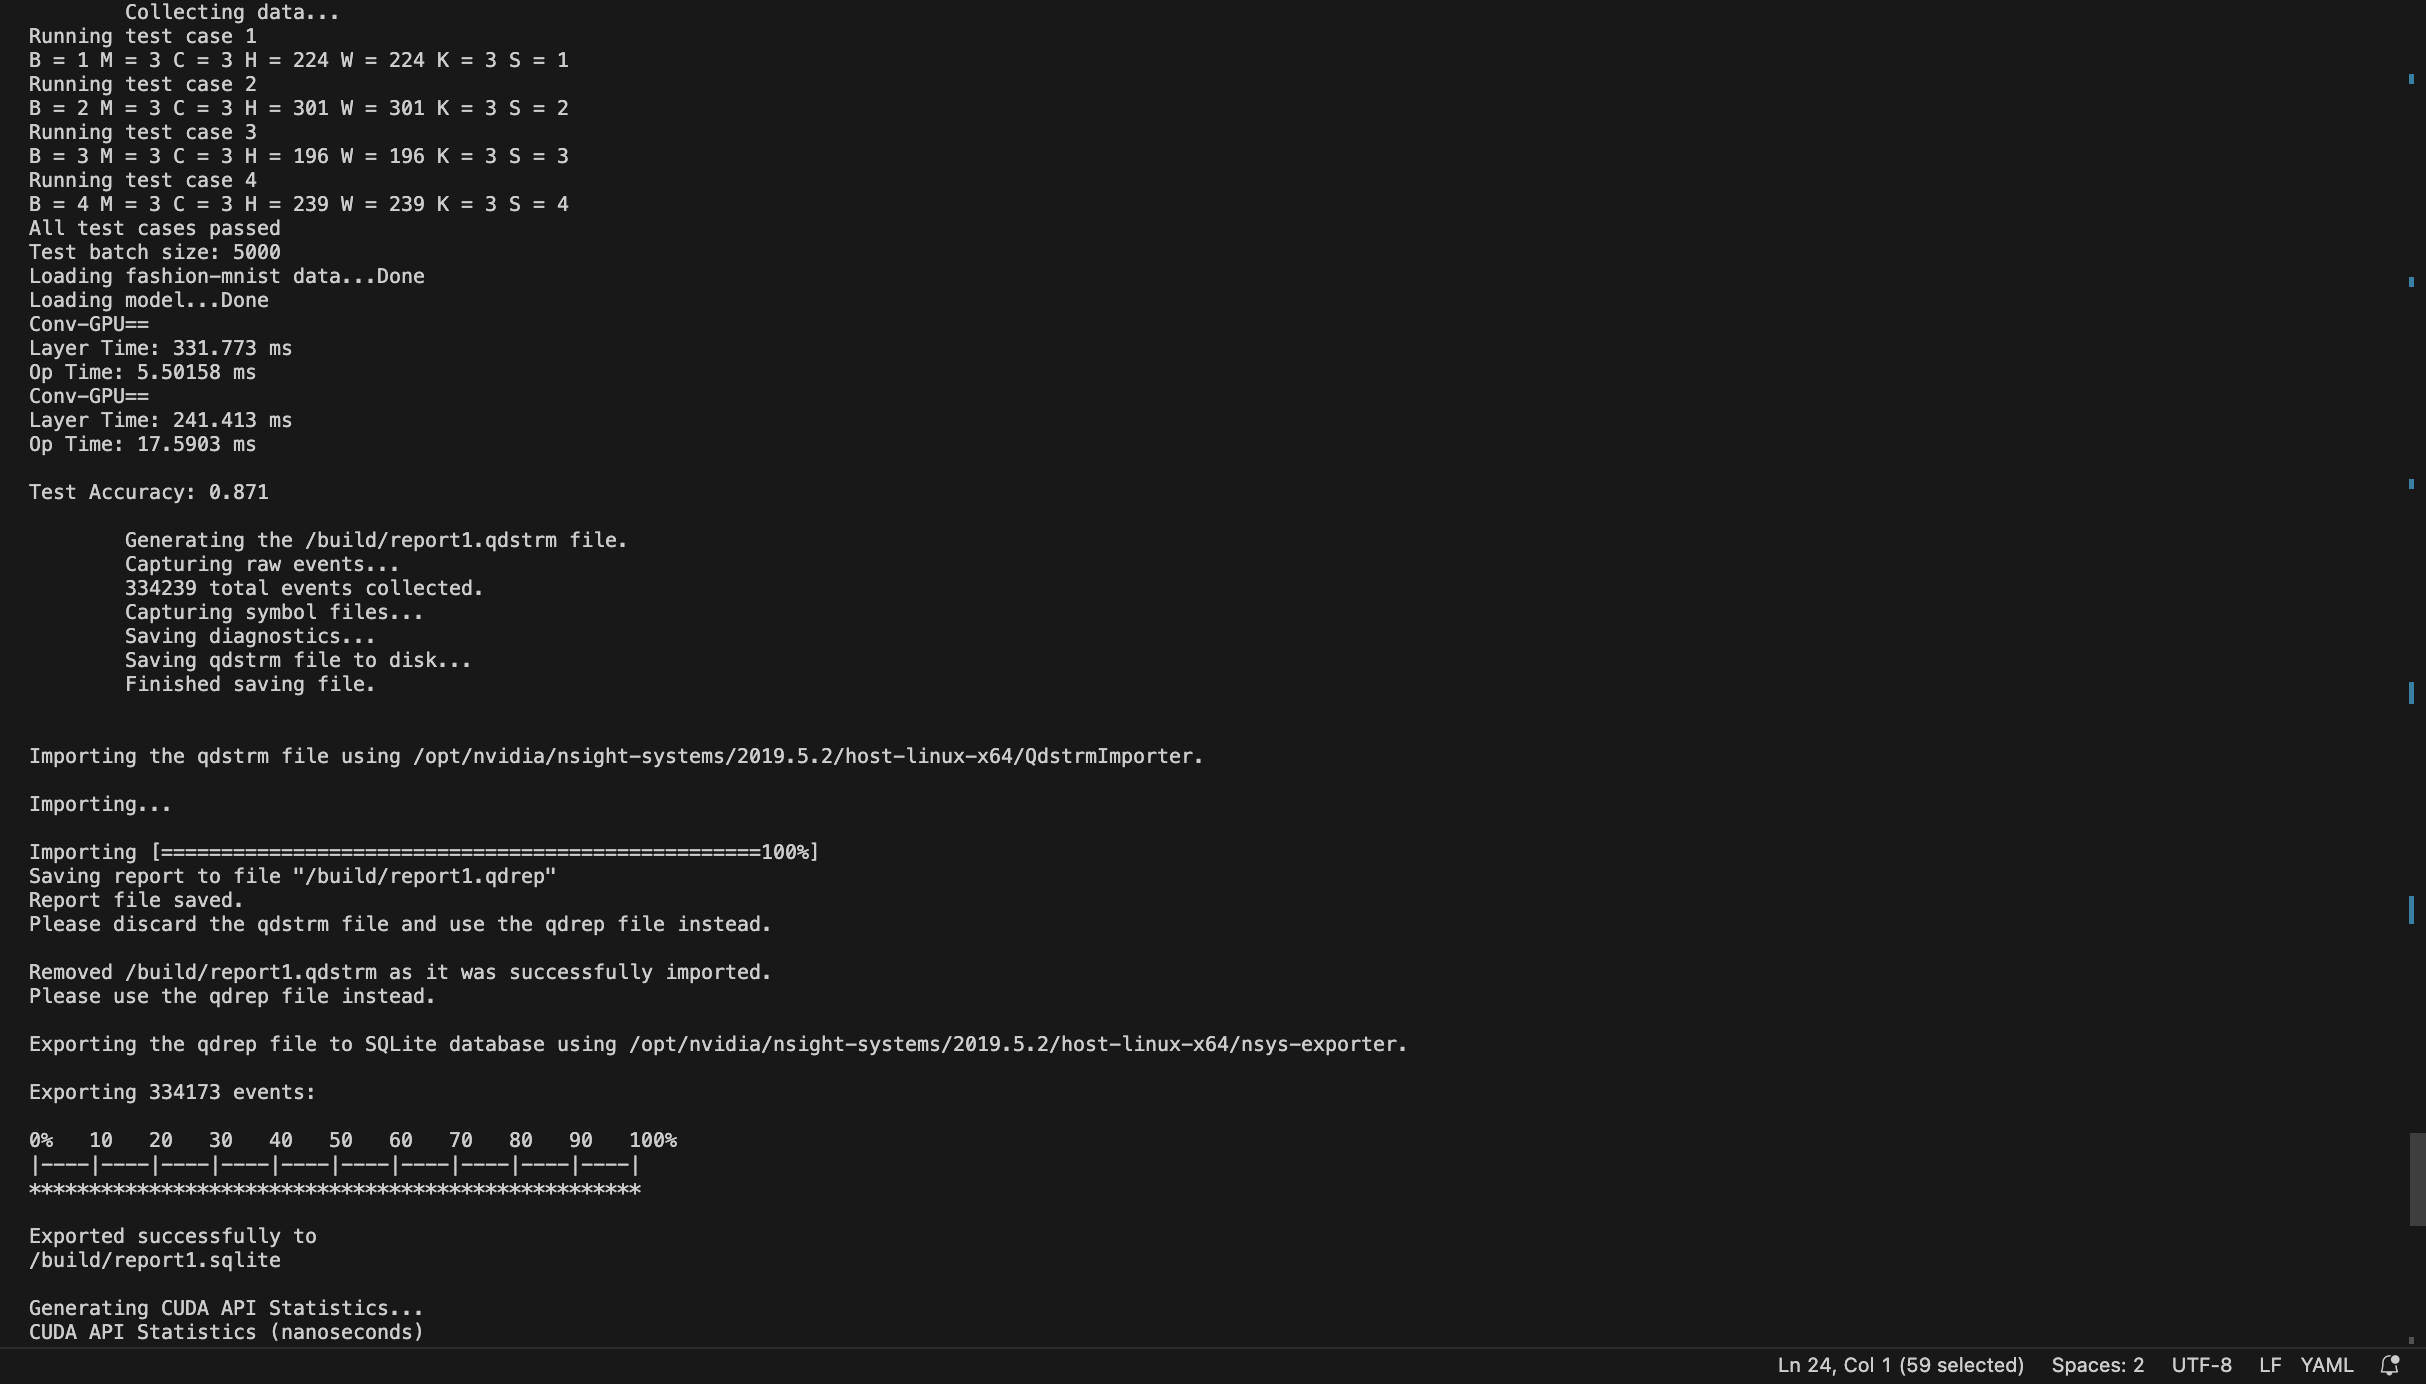 Collecting data...
Running test case 1
B = 1 M = 3 C = 3 H = 224 W = 224 K = 3 S = 1
Running test case 2
B = 2 M = 3 C = 3 H = 301 W = 301 K = 3 S = 2
Running test case 3
B = 3 M = 3 C = 3 H = 196 W = 196 K = 3 S = 3
Running test case 4
B = 4 M = 3 C = 3 H = 239 W = 239 K = 3 S = 4
All test cases passed
Test batch size: 5000
Loading fashion-mnist data...Done
Loading model...Done
Conv-GPU==
Layer Time: 331.773 ms
Op Time: 5.50158 ms
Conv-GPU==
Layer Time: 241.413 ms
Op Time: 17.5903 ms
Test Accuracy: 0.871
Generating the /build/report1.qdstrm file.
Capturing raw events...
334239 total events collected.
Capturing symbol files...
Saving diagnostics...
Saving qdstrm file to disk...
Finished saving file.
Importing the qdstrm file using /opt/nvidia/nsight-systems/2019.5.2/host-linux-x64/QdstrmImporter.
Importing...
Importing [==================================================100%]
Saving report to file "/build/report1.qdrep"
Report file saved.
Please discard the qdstrm file and use the qdrep file instead.
Removed /build/report1.qdstrm as it was successfully imported.
Please use the qdrep file instead.
Exporting the qdrep file to SQLite database using /opt/nvidia/nsight-systems/2019.5.2/host-linux-x64/nsys-exporter.
Exporting 334173 events:
0%   10   20   30   40   50   60   70   80   90   100%
|----|----|----|----|----|----|----|----|----|----|
***************************************************
Exported successfully to
/build/report1.sqlite
Generating CUDA API Statistics...
CUDA API Statistics (nanoseconds)
Ln 24, Col 1 (59 selected) Spaces: 2 UTF-8 LF YAML